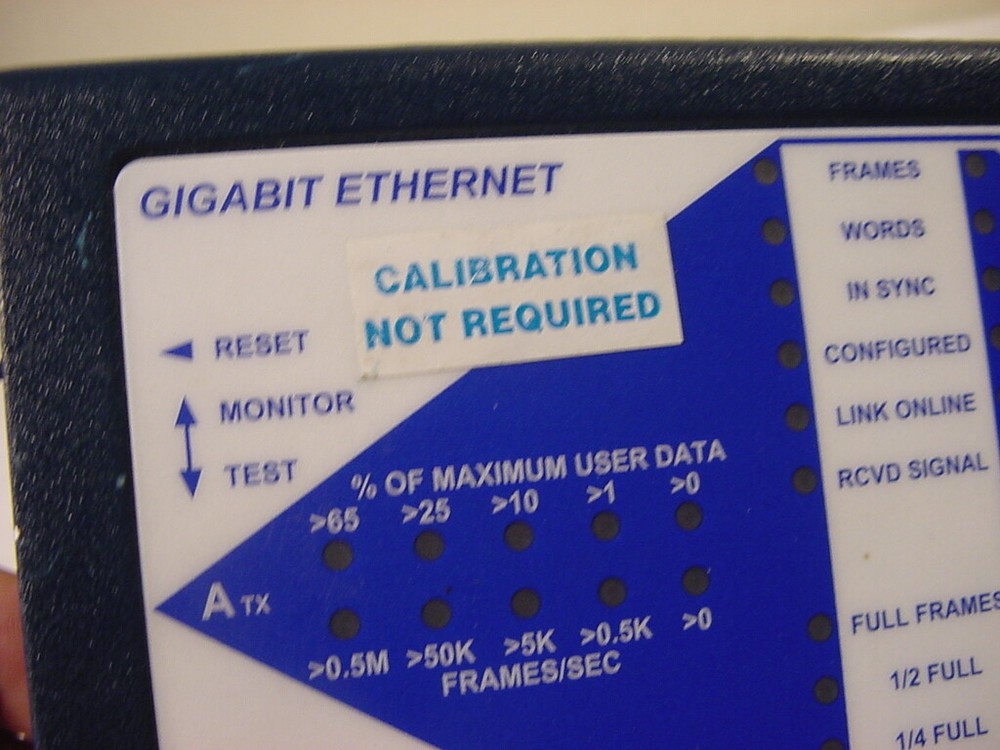 GIGABIT ETHERNET
CALIBRATION
NOT REQUIRED
RESET
MONITOR
TEST
% OF MAXIMUM USER DATA
>65 >25 >10 >1 >0
A TX
>0.5M >50K >5K >0.5K >0
FRAMES/SEC
FRAMES
WORDS
IN SYNC
CONFIGURED
LINK ONLINE
RCVD SIGNAL
FULL FRAMES
1/2 FULL
1/4 FULL